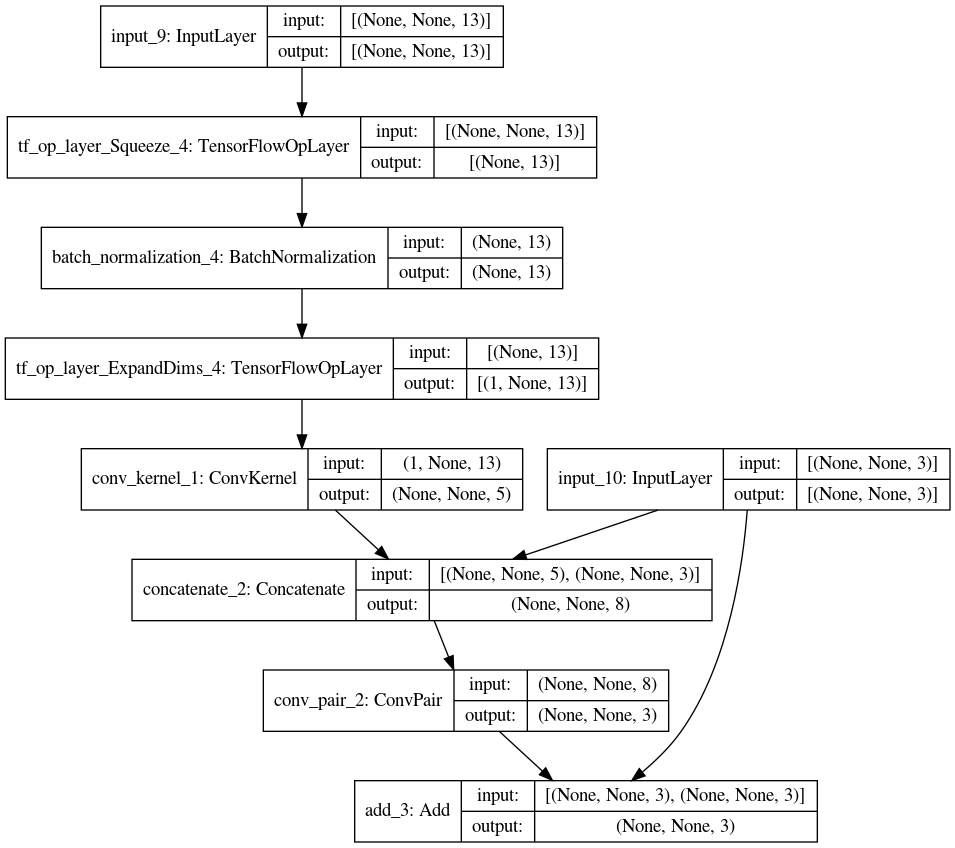 input_9: InputLayer
input: [(None, None, 13)]
output: [(None, None, 13)]
tf_op_layer_Squeeze_4: TensorFlowOpLayer
input: [(None, None, 13)]
output: [(None, 13)]
batch_normalization_4: BatchNormalization
input: (None, 13)
output: (None, 13)
tf_op_layer_ExpandDims_4: TensorFlowOpLayer
input: [(None, 13)]
output: [(1, None, 13)]
conv_kernel_1: ConvKernel
input: (1, None, 13)
output: (None, None, 5)
input_10: InputLayer
input: [(None, None, 3)]
output: [(None, None, 3)]
concatenate_2: Concatenate
input: [(None, None, 5), (None, None, 3)]
output: (None, None, 8)
conv_pair_2: ConvPair
input: (None, None, 8)
output: (None, None, 3)
add_3: Add
input: [(None, None, 3), (None, None, 3)]
output: (None, None, 3)